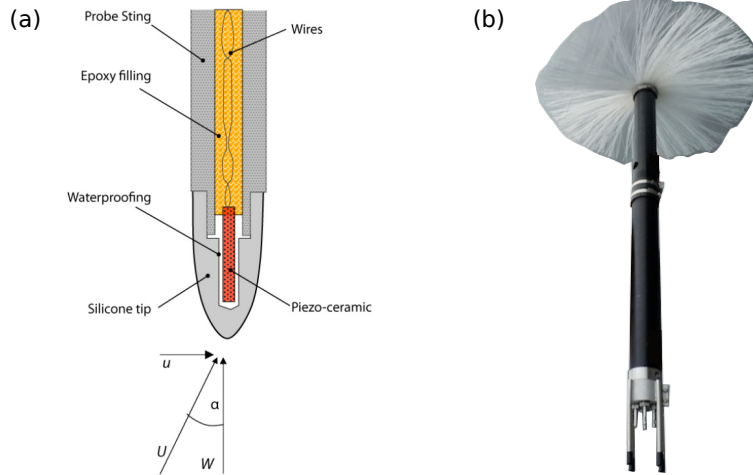 (a)
(b)
Probe Sting
Wires
Epoxy filling
Waterproofing
Silicone tip
Piezo-ceramic
u
α
U
W